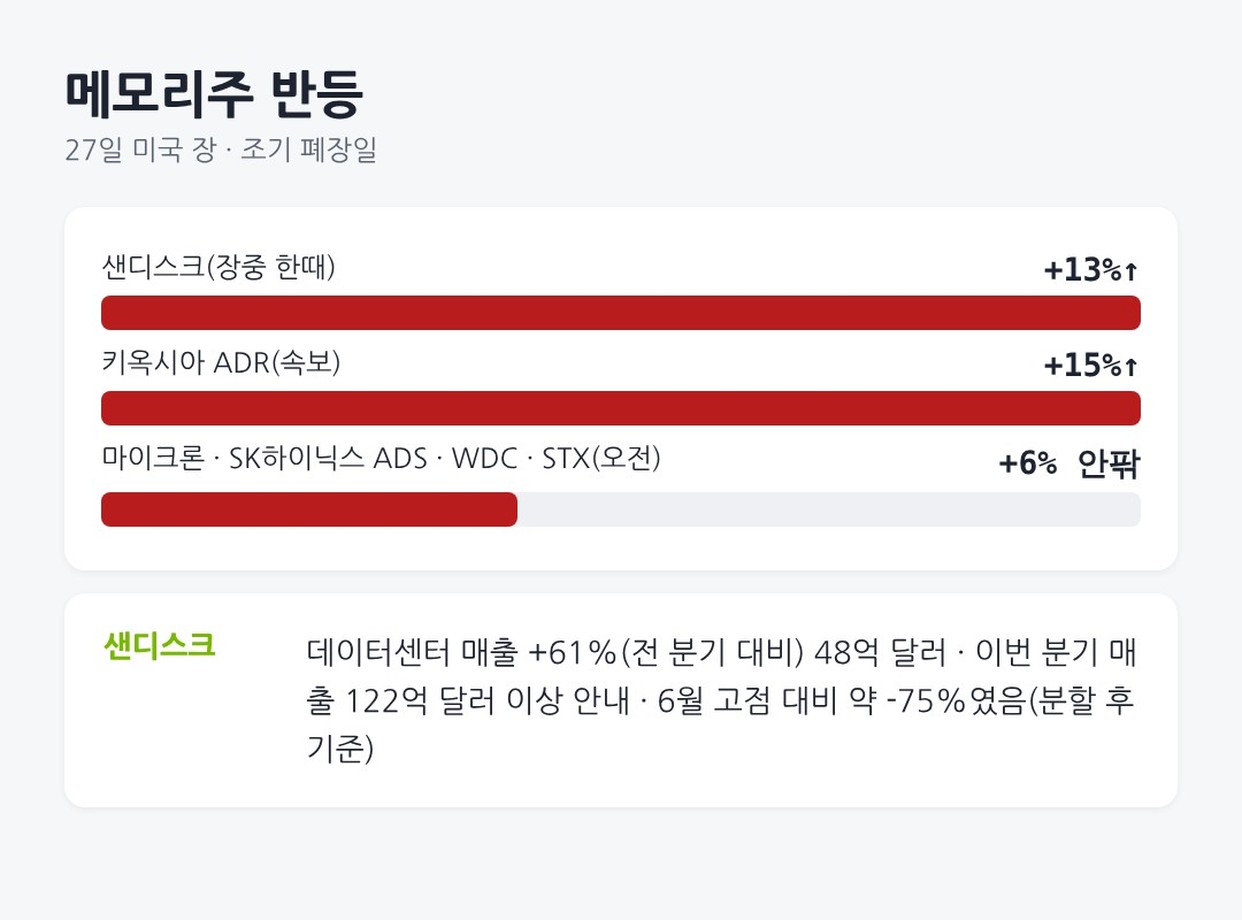 메모리주 반등
27일 미국 장 · 조기 폐장일
샌디스크(장중 한때) +13%↑
키옥시아 ADR(속보) +15%↑
마이크론 · SK하이닉스 ADS · WDC · STX(오전) +6% 안팎
샌디스크
데이터센터 매출 +61%(전 분기 대비) 48억 달러 · 이번 분기 매
출 122억 달러 이상 안내 · 6월 고점 대비 약 -75%였음(분할 후
기준)